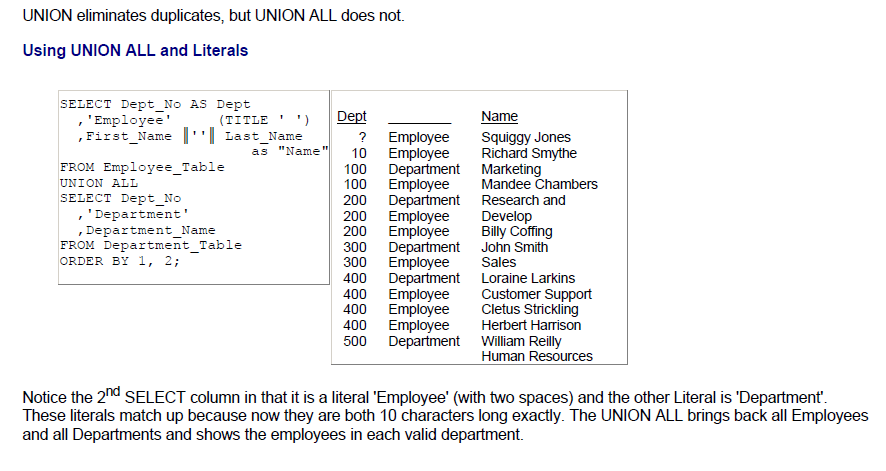 UNION eliminates duplicates, but UNION ALL does not.
Using UNION ALL and Literals
SELECT Dept_No AS Dept
,'Employee' (TITLE ' ')
,First_Name ||' '|| Last_Name
as "Name"
FROM Employee_Table
UNION ALL
SELECT Dept_No
,'Department'
,Department_Name
FROM Department_Table
ORDER BY 1, 2;
Dept Name
? Employee Squiggy Jones
10 Employee Richard Smythe
100 Department Marketing
100 Employee Mandee Chambers
200 Department Research and
200 Employee Develop
200 Employee Billy Coffing
300 Department John Smith
300 Employee Sales
400 Department Loraine Larkins
400 Employee Customer Support
400 Employee Cletus Strickling
400 Employee Herbert Harrison
500 Department William Reilly
Human Resources
Notice the 2nd SELECT column in that it is a literal 'Employee' (with two spaces) and the other Literal is 'Department'.
These literals match up because now they are both 10 characters long exactly. The UNION ALL brings back all Employees
and all Departments and shows the employees in each valid department.